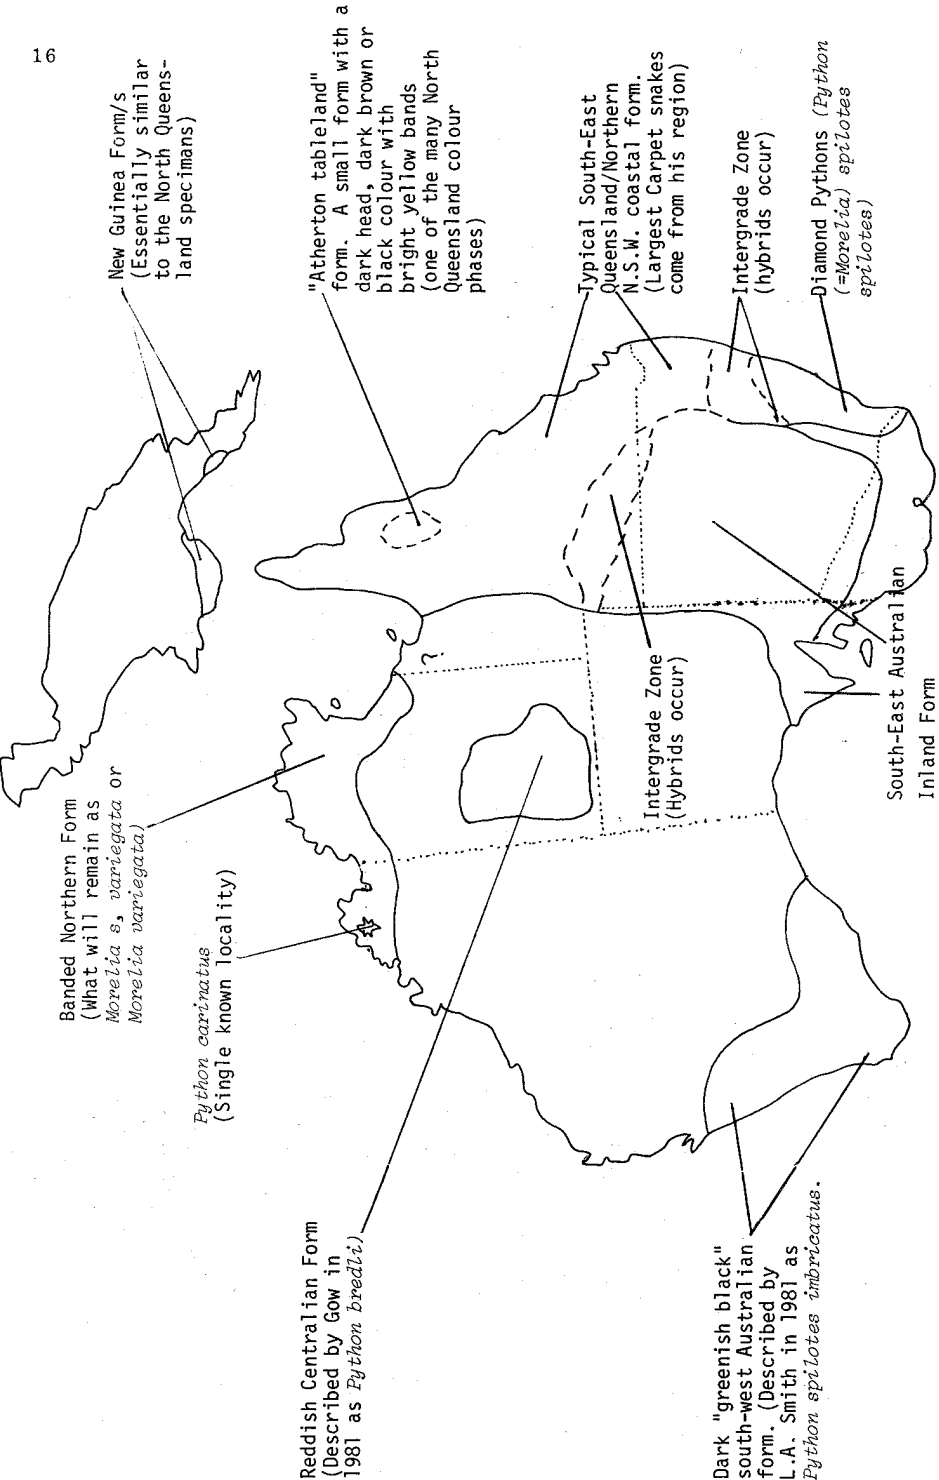 16
New Guinea Form/s
(Essentially similar
to the North Queens-
land specimans)
"Atherton tableland"
form. A small form with a
dark head, dark brown or
black colour with
bright yellow bands
(one of the many North
Queensland colour
phases)
Typical South-East
Queensland/Northern
N.S.W. coastal form.
(Largest Carpet snakes
come from his region)
Intergrade Zone
(hybrids occur)
Diamond Pythons (Python
(=Morelia) spilotes
spilotes)
Banded Northern Form
(What will remain as
Morelia s, variegata or
Morelia variegata)
Python carinatus
(Single known locality)
Intergrade Zone
(Hybrids occur)
South-East Australian
Inland Form
Reddish Centralian Form
(Described by Gow in
1981 as Python bredli)
Dark "greenish black"
south-west Australian
form. (Described by
L.A. Smith in 1981 as
Python spilotes imbricatus.